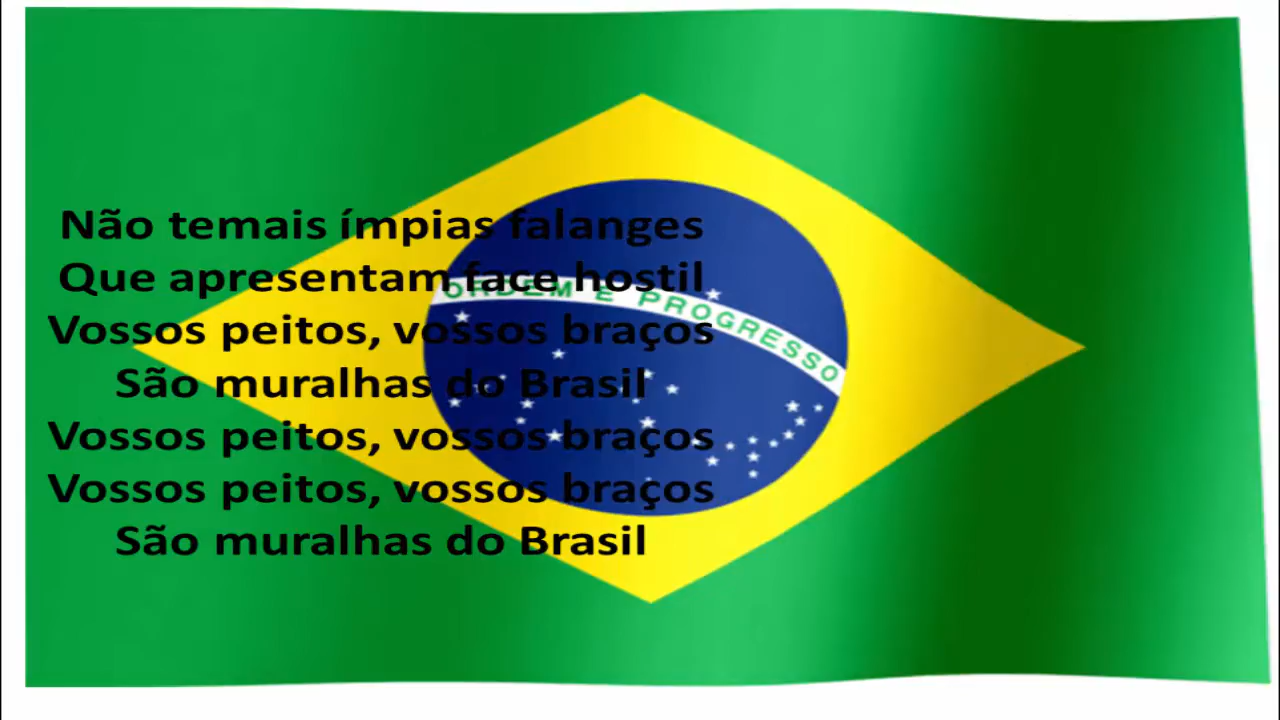 Não temais ímpias falanges
Que apresentam face hostil
ORDEM E PROGRESSO
Vossos peitos, vossos braços
São muralhas do Brasil
Vossos peitos, vossos braços
Vossos peitos, vossos braços
São muralhas do Brasil